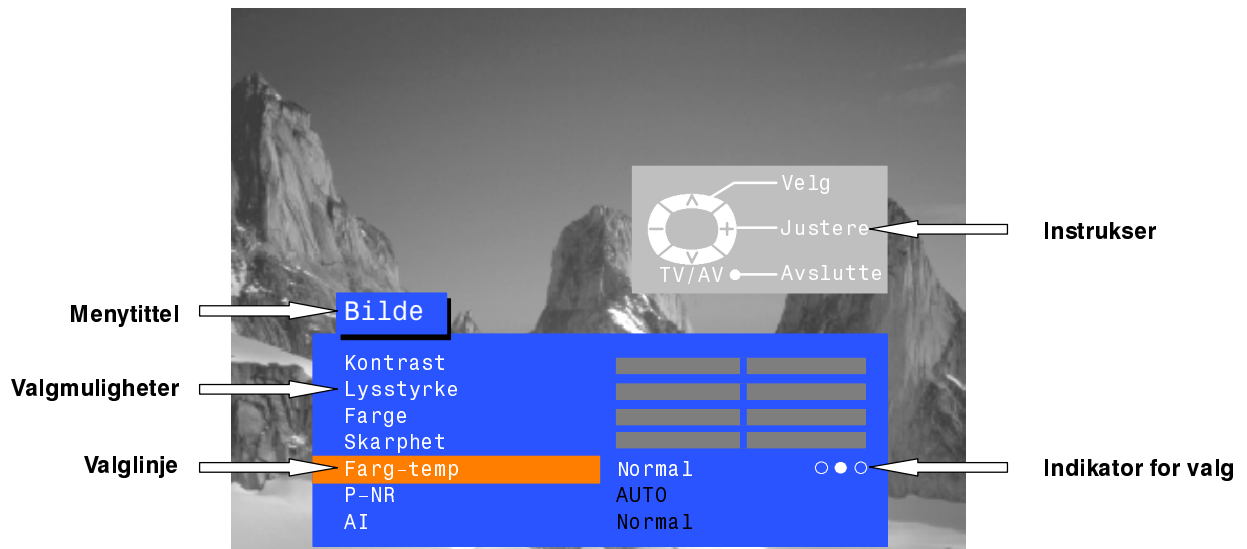 Velg
Justere
Instrukser
TV/AV
Avslutte
Menytittel
Bilde
Kontrast
Valgmuligheter
Lysstyrke
Farge
Skarphet
Valglinje
Farg-temp
Normal
Indikator for valg
P-NR
AUTO
AI
Normal